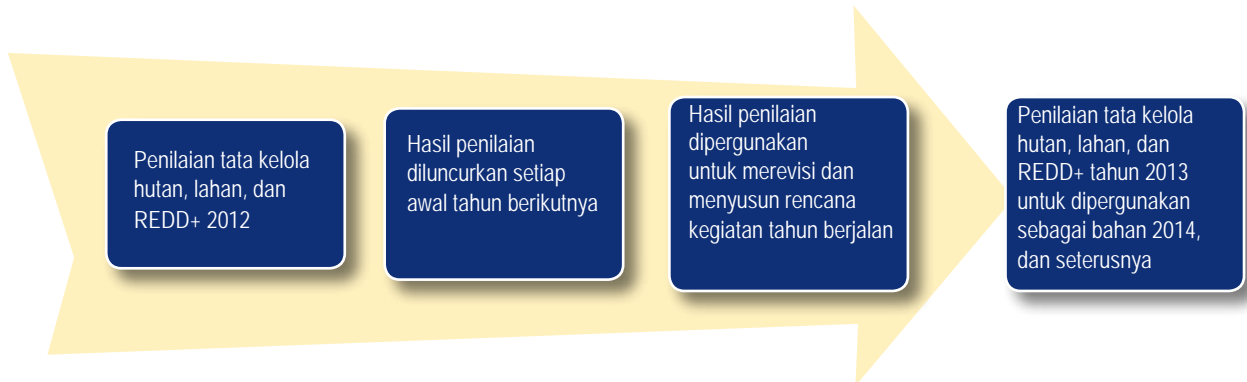 Penilaian tata kelola
hutan, lahan, dan
REDD+ 2012
Hasil penilaian
diluncurkan setiap
awal tahun berikutnya
Hasil penilaian
dipergunakan
untuk merevisi dan
menyusun rencana
kegiatan tahun berjalan
Penilaian tata kelola
hutan, lahan, dan
REDD+ tahun 2013
untuk dipergunakan
sebagai bahan 2014,
dan seterusnya